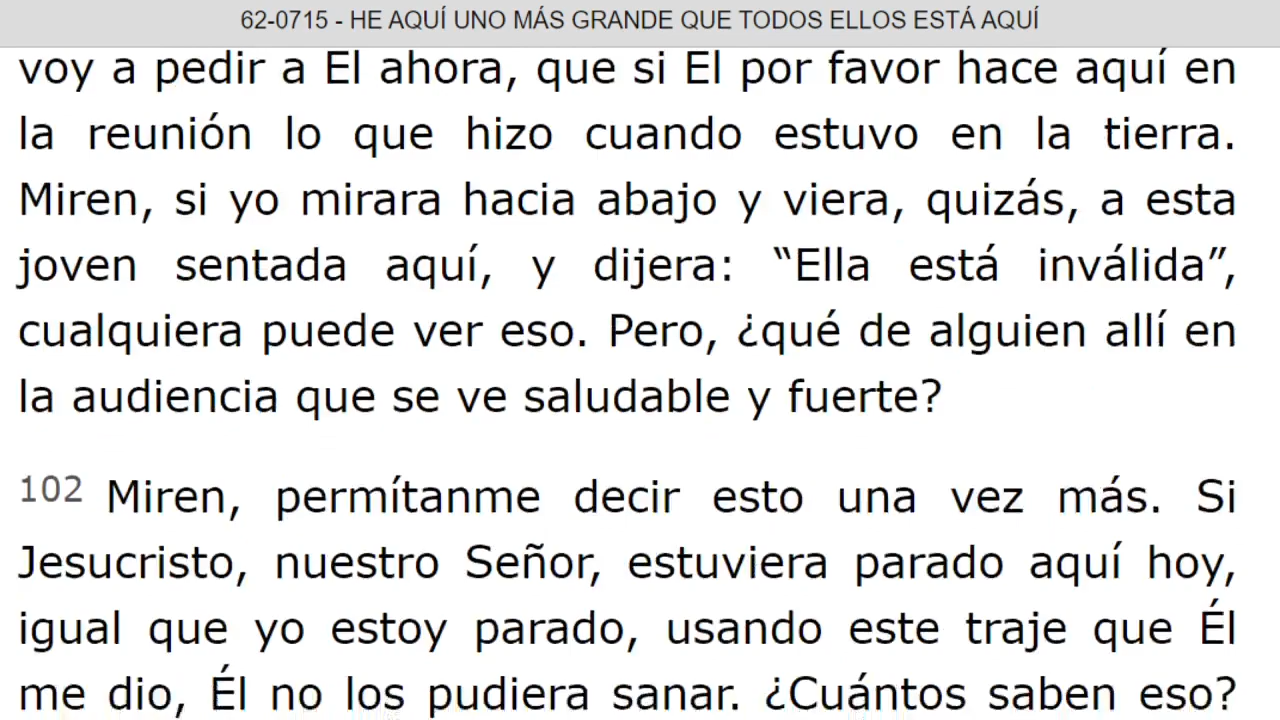 62-0715 - HE AQUÍ UNO MÁS GRANDE QUE TODOS ELLOS ESTÁ AQUÍ
voy a pedir a Él ahora, que si Él por favor hace aquí en
la reunión lo que hizo cuando estuvo en la tierra.
Miren, si yo mirara hacia abajo y viera, quizás, a esta
joven sentada aquí, y dijera: “Ella está inválida”,
cualquiera puede ver eso. Pero, ¿qué de alguien allí en
la audiencia que se ve saludable y fuerte?
102 Miren, permítanme decir esto una vez más. Si
Jesucristo, nuestro Señor, estuviera parado aquí hoy,
igual que yo estoy parado, usando este traje que Él
me dio, Él no los pudiera sanar. ¿Cuántos saben eso?